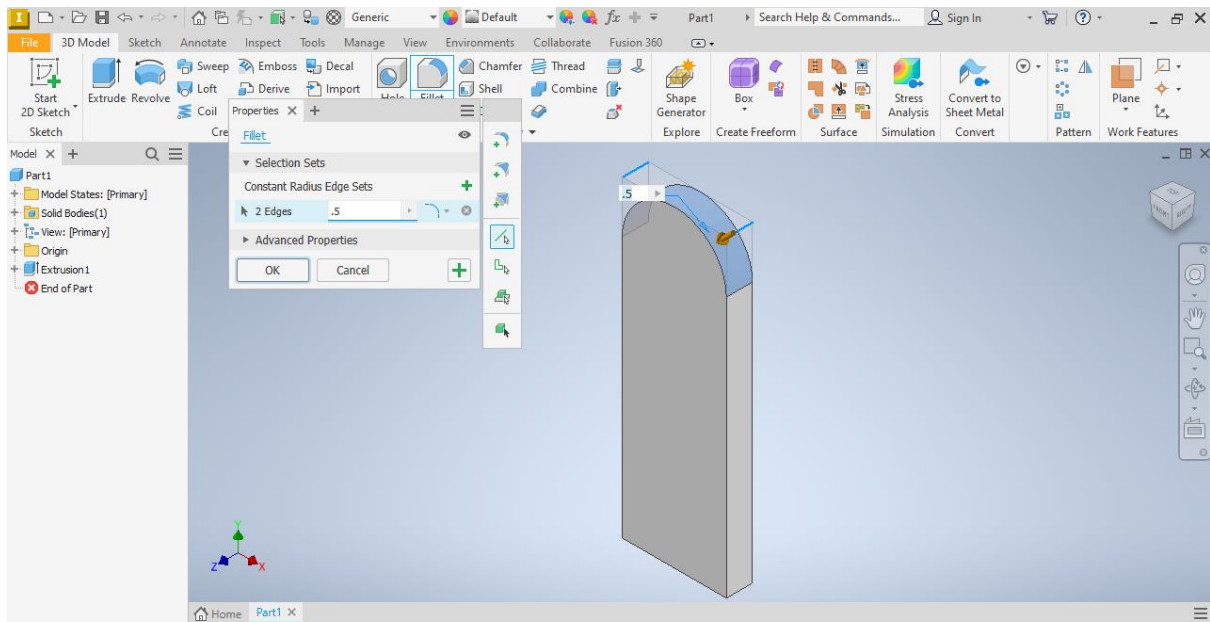 I Generic Default fx Part1 Search Help & Commands... Sign In ?
File 3D Model Sketch Annotate Inspect Tools Manage View Environments Collaborate Fusion 360
Start
2D Sketch
Extrude Revolve
Sweep Emboss Decal
Loft Derive Import
Coil
Hole Fillet
Chamfer Thread
Shell Combine
Shape
Generator
Box
Stress
Analysis
Convert to
Sheet Metal
Plane
Sketch Cre Explore Create Freeform Surface Simulation Convert Pattern Work Features
Properties × +
Fillet
Selection Sets
Constant Radius Edge Sets +
2 Edges .5
Advanced Properties
OK Cancel +
Model × +
Part1
Model States: [Primary]
Solid Bodies(1)
View: [Primary]
Origin
Extrusion1
End of Part
.5
Y
Z X
Home Part1 ×